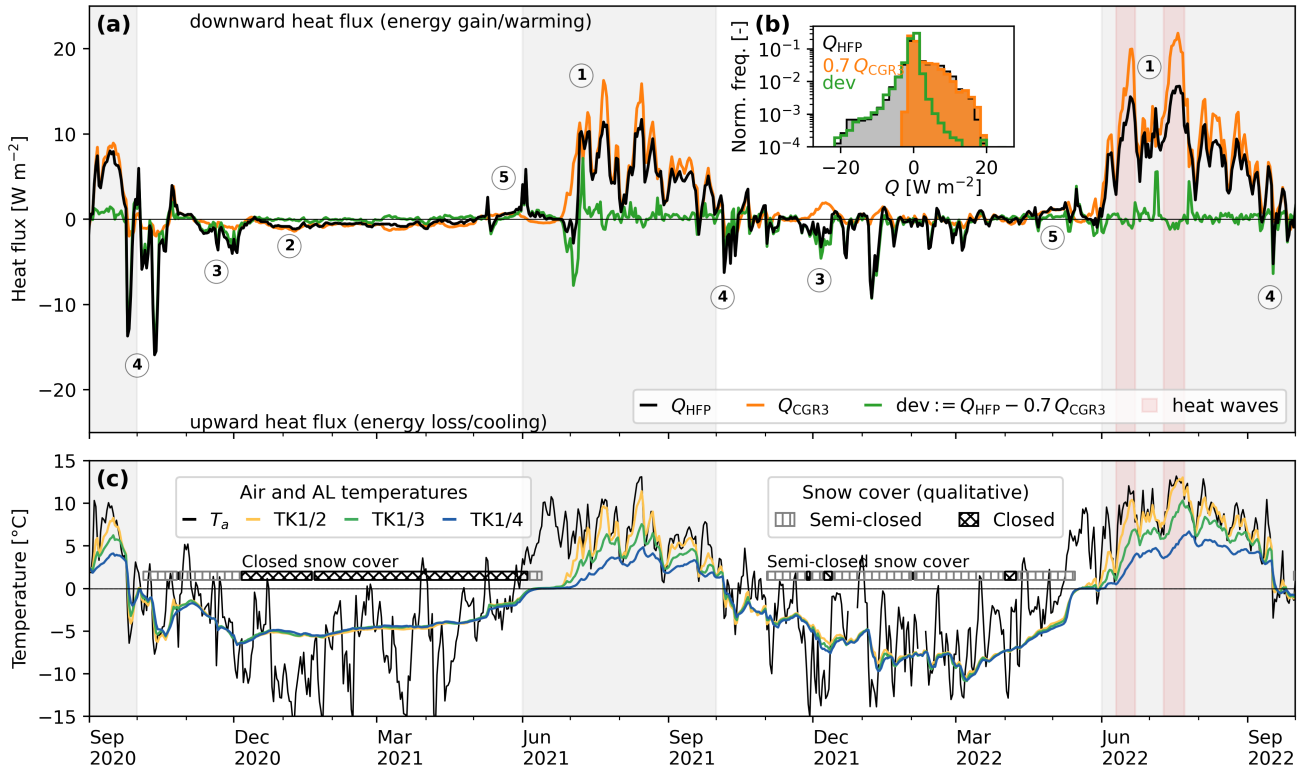 (a)
downward heat flux (energy gain/warming)
(b)
Q_HFP
0.7 Q_CGR3
dev
Norm. freq. [-]
10⁻¹
10⁻²
10⁻³
10⁻⁴
−20
0
20
Q [W m⁻²]
Heat flux [W m⁻²]
20
10
0
−10
−20
1
1
5
2
3
4
4
3
5
4
upward heat flux (energy loss/cooling)
Q_HFP
Q_CGR3
dev := Q_HFP − 0.7 Q_CGR3
heat waves
(c)
Air and AL temperatures
T_a
TK1/2
TK1/3
TK1/4
Snow cover (qualitative)
Semi-closed
Closed
Closed snow cover
Semi-closed snow cover
Temperature [°C]
15
10
5
0
−5
−10
−15
Sep
2020
Dec
2020
Mar
2021
Jun
2021
Sep
2021
Dec
2021
Mar
2022
Jun
2022
Sep
2022